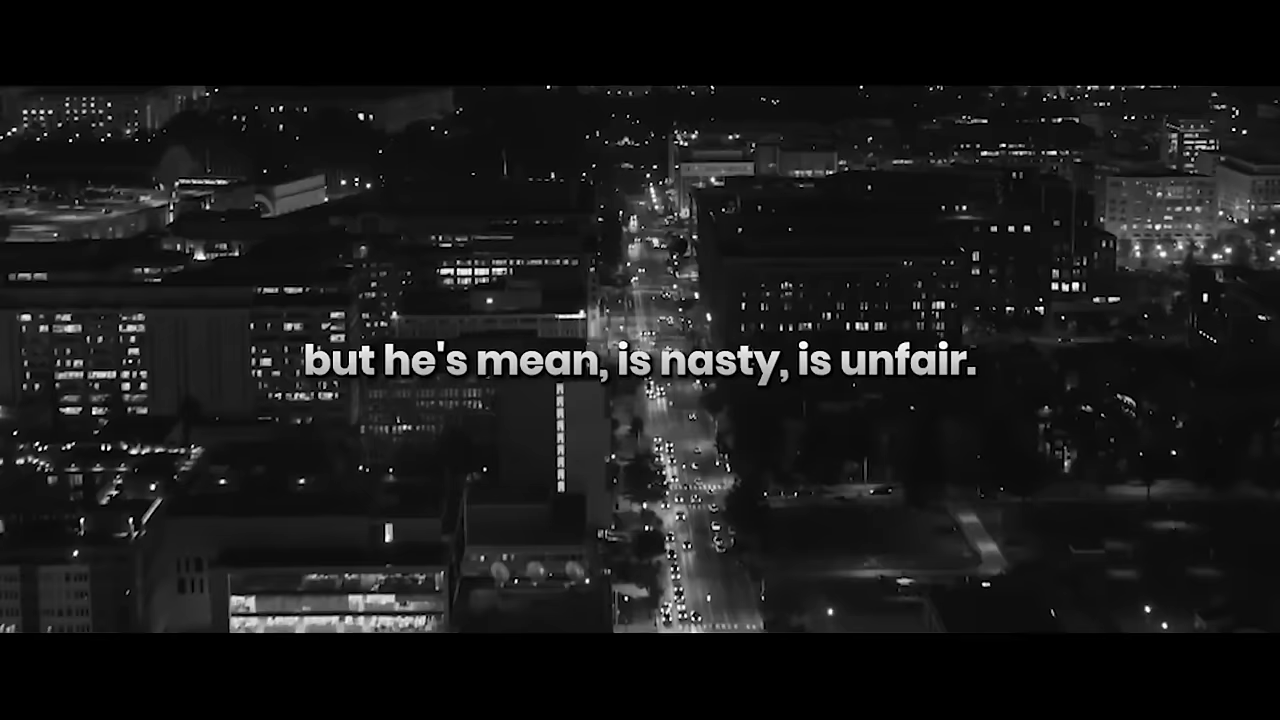 but he's mean, is nasty, is unfair.